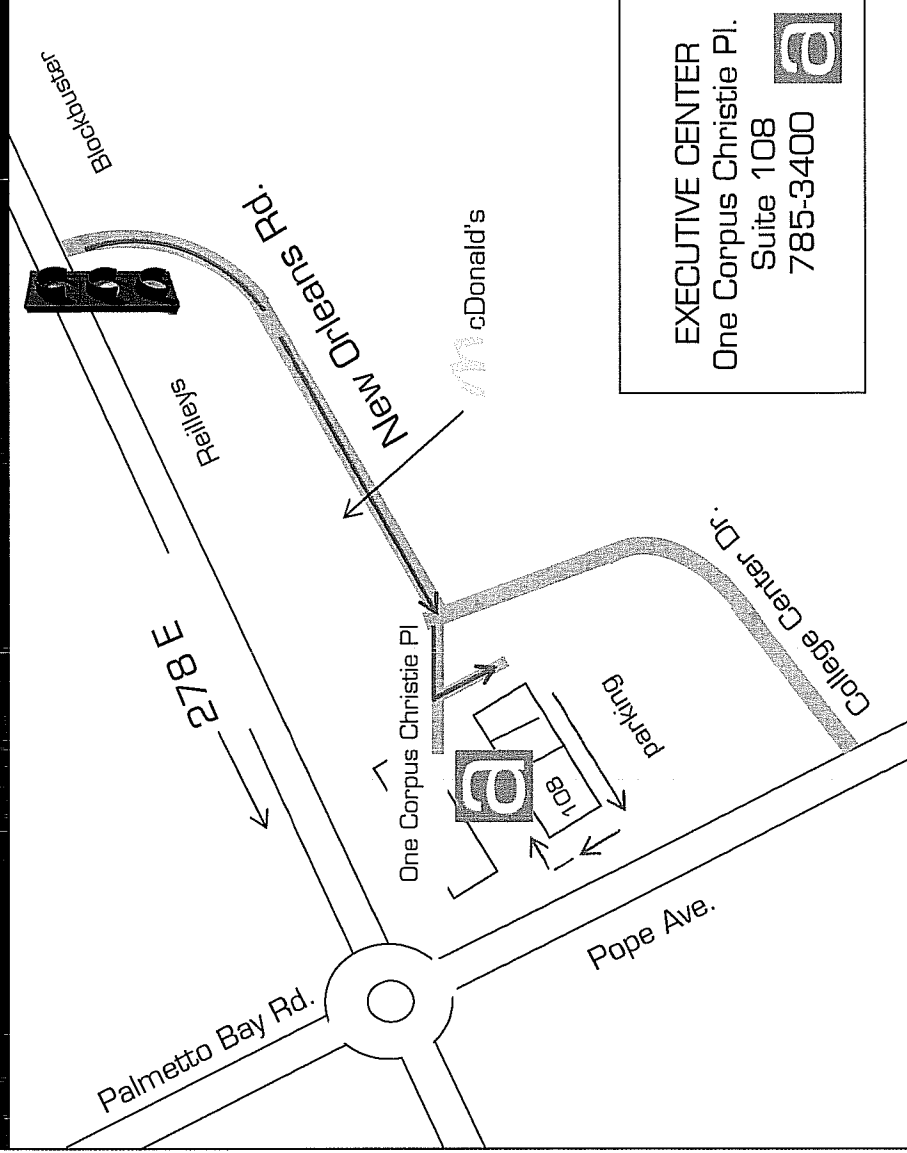 Blockbuster
Reilleys
278 E
New Orleans Rd.
McDonald's
One Corpus Christie Pl
a
108
parking
College Center Dr.
Palmetto Bay Rd.
Pope Ave.
EXECUTIVE CENTER
One Corpus Christie Pl.
Suite 108
785-3400
a